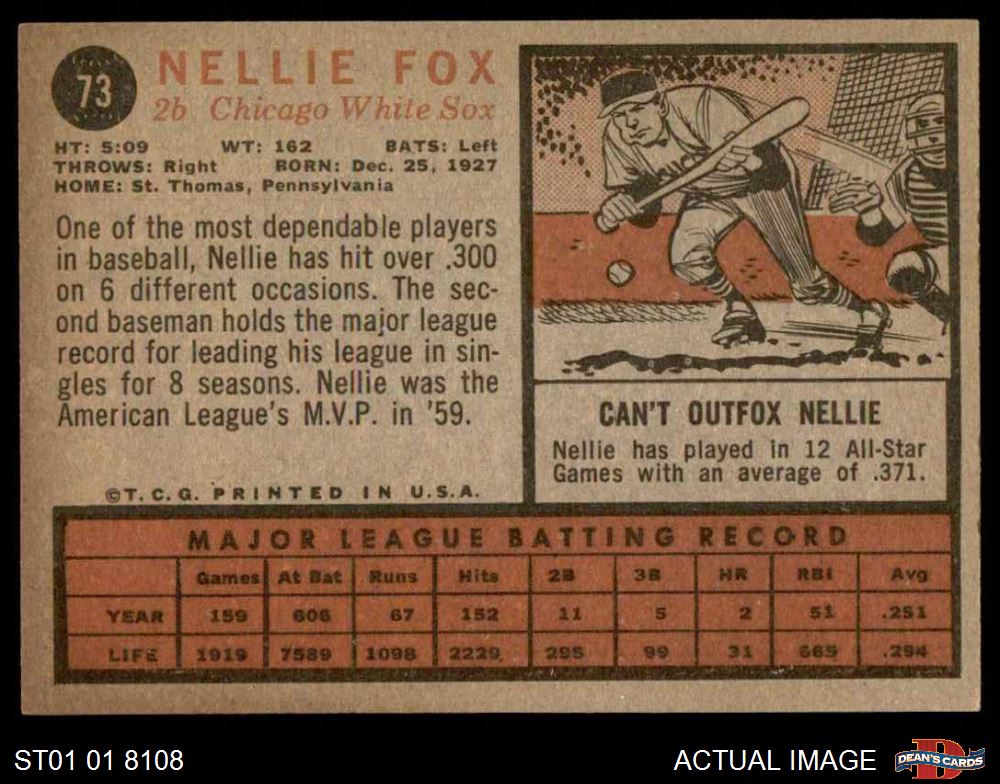 73
NELLIE FOX
2b Chicago White Sox
HT: 5:09 WT: 162 BATS: Left
THROWS: Right BORN: Dec. 25, 1927
HOME: St. Thomas, Pennsylvania
One of the most dependable players
in baseball, Nellie has hit over .300
on 6 different occasions. The sec-
ond baseman holds the major league
record for leading his league in sin-
gles for 8 seasons. Nellie was the
American League's M.V.P. in '59.
©T.C.G. PRINTED IN U.S.A.
CHIC
CAN'T OUTFOX NELLIE
Nellie has played in 12 All-Star
Games with an average of .371.
MAJOR LEAGUE BATTING RECORD
Games At Bat Runs Hits 2B 3B HR RBI Avg
YEAR 159 606 67 152 11 5 2 51 .251
LIFE 1919 7589 1098 2229 295 99 31 665 .294
ST01 01 8108
ACTUAL IMAGE
D
DEAN'S CARDS